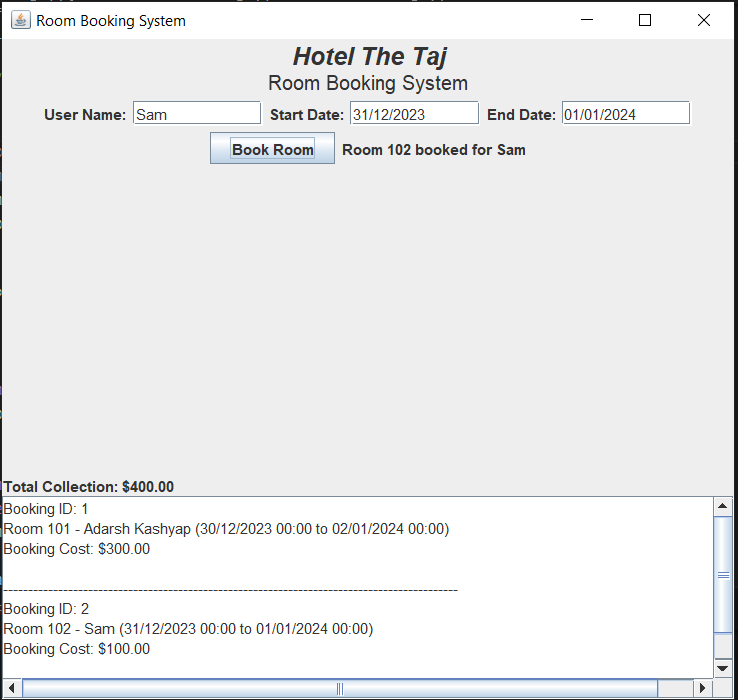 Room Booking System
Hotel The Taj
Room Booking System
User Name: Sam Start Date: 31/12/2023 End Date: 01/01/2024
Book Room Room 102 booked for Sam
Total Collection: $400.00
Booking ID: 1
Room 101 - Adarsh Kashyap (30/12/2023 00:00 to 02/01/2024 00:00)
Booking Cost: $300.00
-------------------------------------------------------------------------------------------
Booking ID: 2
Room 102 - Sam (31/12/2023 00:00 to 01/01/2024 00:00)
Booking Cost: $100.00